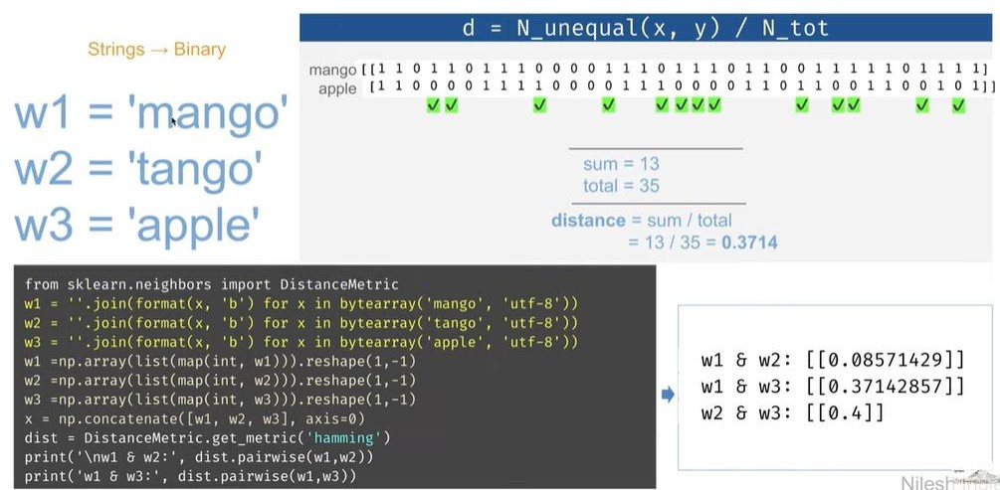 Strings → Binary
w1 = 'mango'
w2 = 'tango'
w3 = 'apple'
d = N_unequal(x, y) / N_tot
mango [[1 1 0 1 1 0 1 1 1 0 0 0 0 1 1 1 0 1 1 1 0 1 1 0 0 1 1 1 1 1 0 1 1 1 1]
apple [1 1 0 0 0 0 1 1 1 1 0 0 0 0 1 1 1 0 0 0 0 1 1 0 1 1 0 0 1 1 0 0 1 0 1]]
sum = 13
total = 35
distance = sum / total
= 13 / 35 = 0.3714
from sklearn.neighbors import DistanceMetric
w1 = ''.join(format(x, 'b') for x in bytearray('mango', 'utf-8'))
w2 = ''.join(format(x, 'b') for x in bytearray('tango', 'utf-8'))
w3 = ''.join(format(x, 'b') for x in bytearray('apple', 'utf-8'))
w1 =np.array(list(map(int, w1))).reshape(1,-1)
w2 =np.array(list(map(int, w2))).reshape(1,-1)
w3 =np.array(list(map(int, w3))).reshape(1,-1)
x = np.concatenate([w1, w2, w3], axis=0)
dist = DistanceMetric.get_metric('hamming')
print('\nw1 & w2:', dist.pairwise(w1,w2))
print('w1 & w3:', dist.pairwise(w1,w3))
w1 & w2: [[0.08571429]]
w1 & w3: [[0.37142857]]
w2 & w3: [[0.4]]
Nilesh